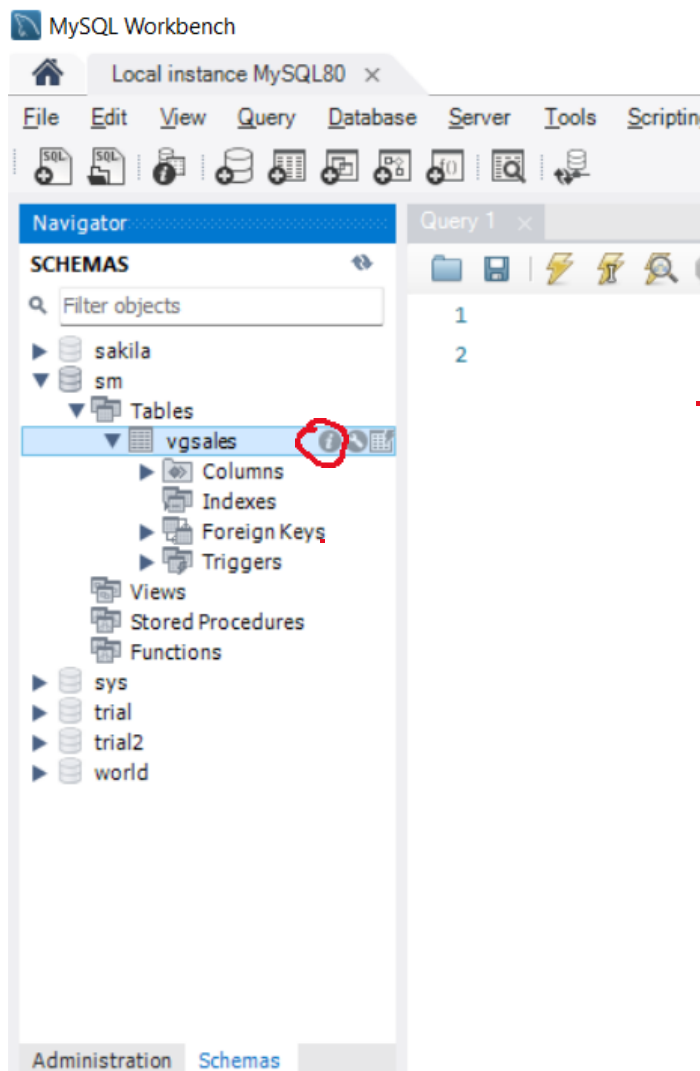 MySQL Workbench
Local instance MySQL80 ×
File Edit View Query Database Server Tools Scripting
SQL SQL i f()
Navigator Query 1 ×
SCHEMAS
Filter objects
1
sakila
2
sm
Tables
vgsales i
Columns
Indexes
Foreign Keys
Triggers
Views
Stored Procedures
Functions
sys
trial
trial2
world
Administration Schemas